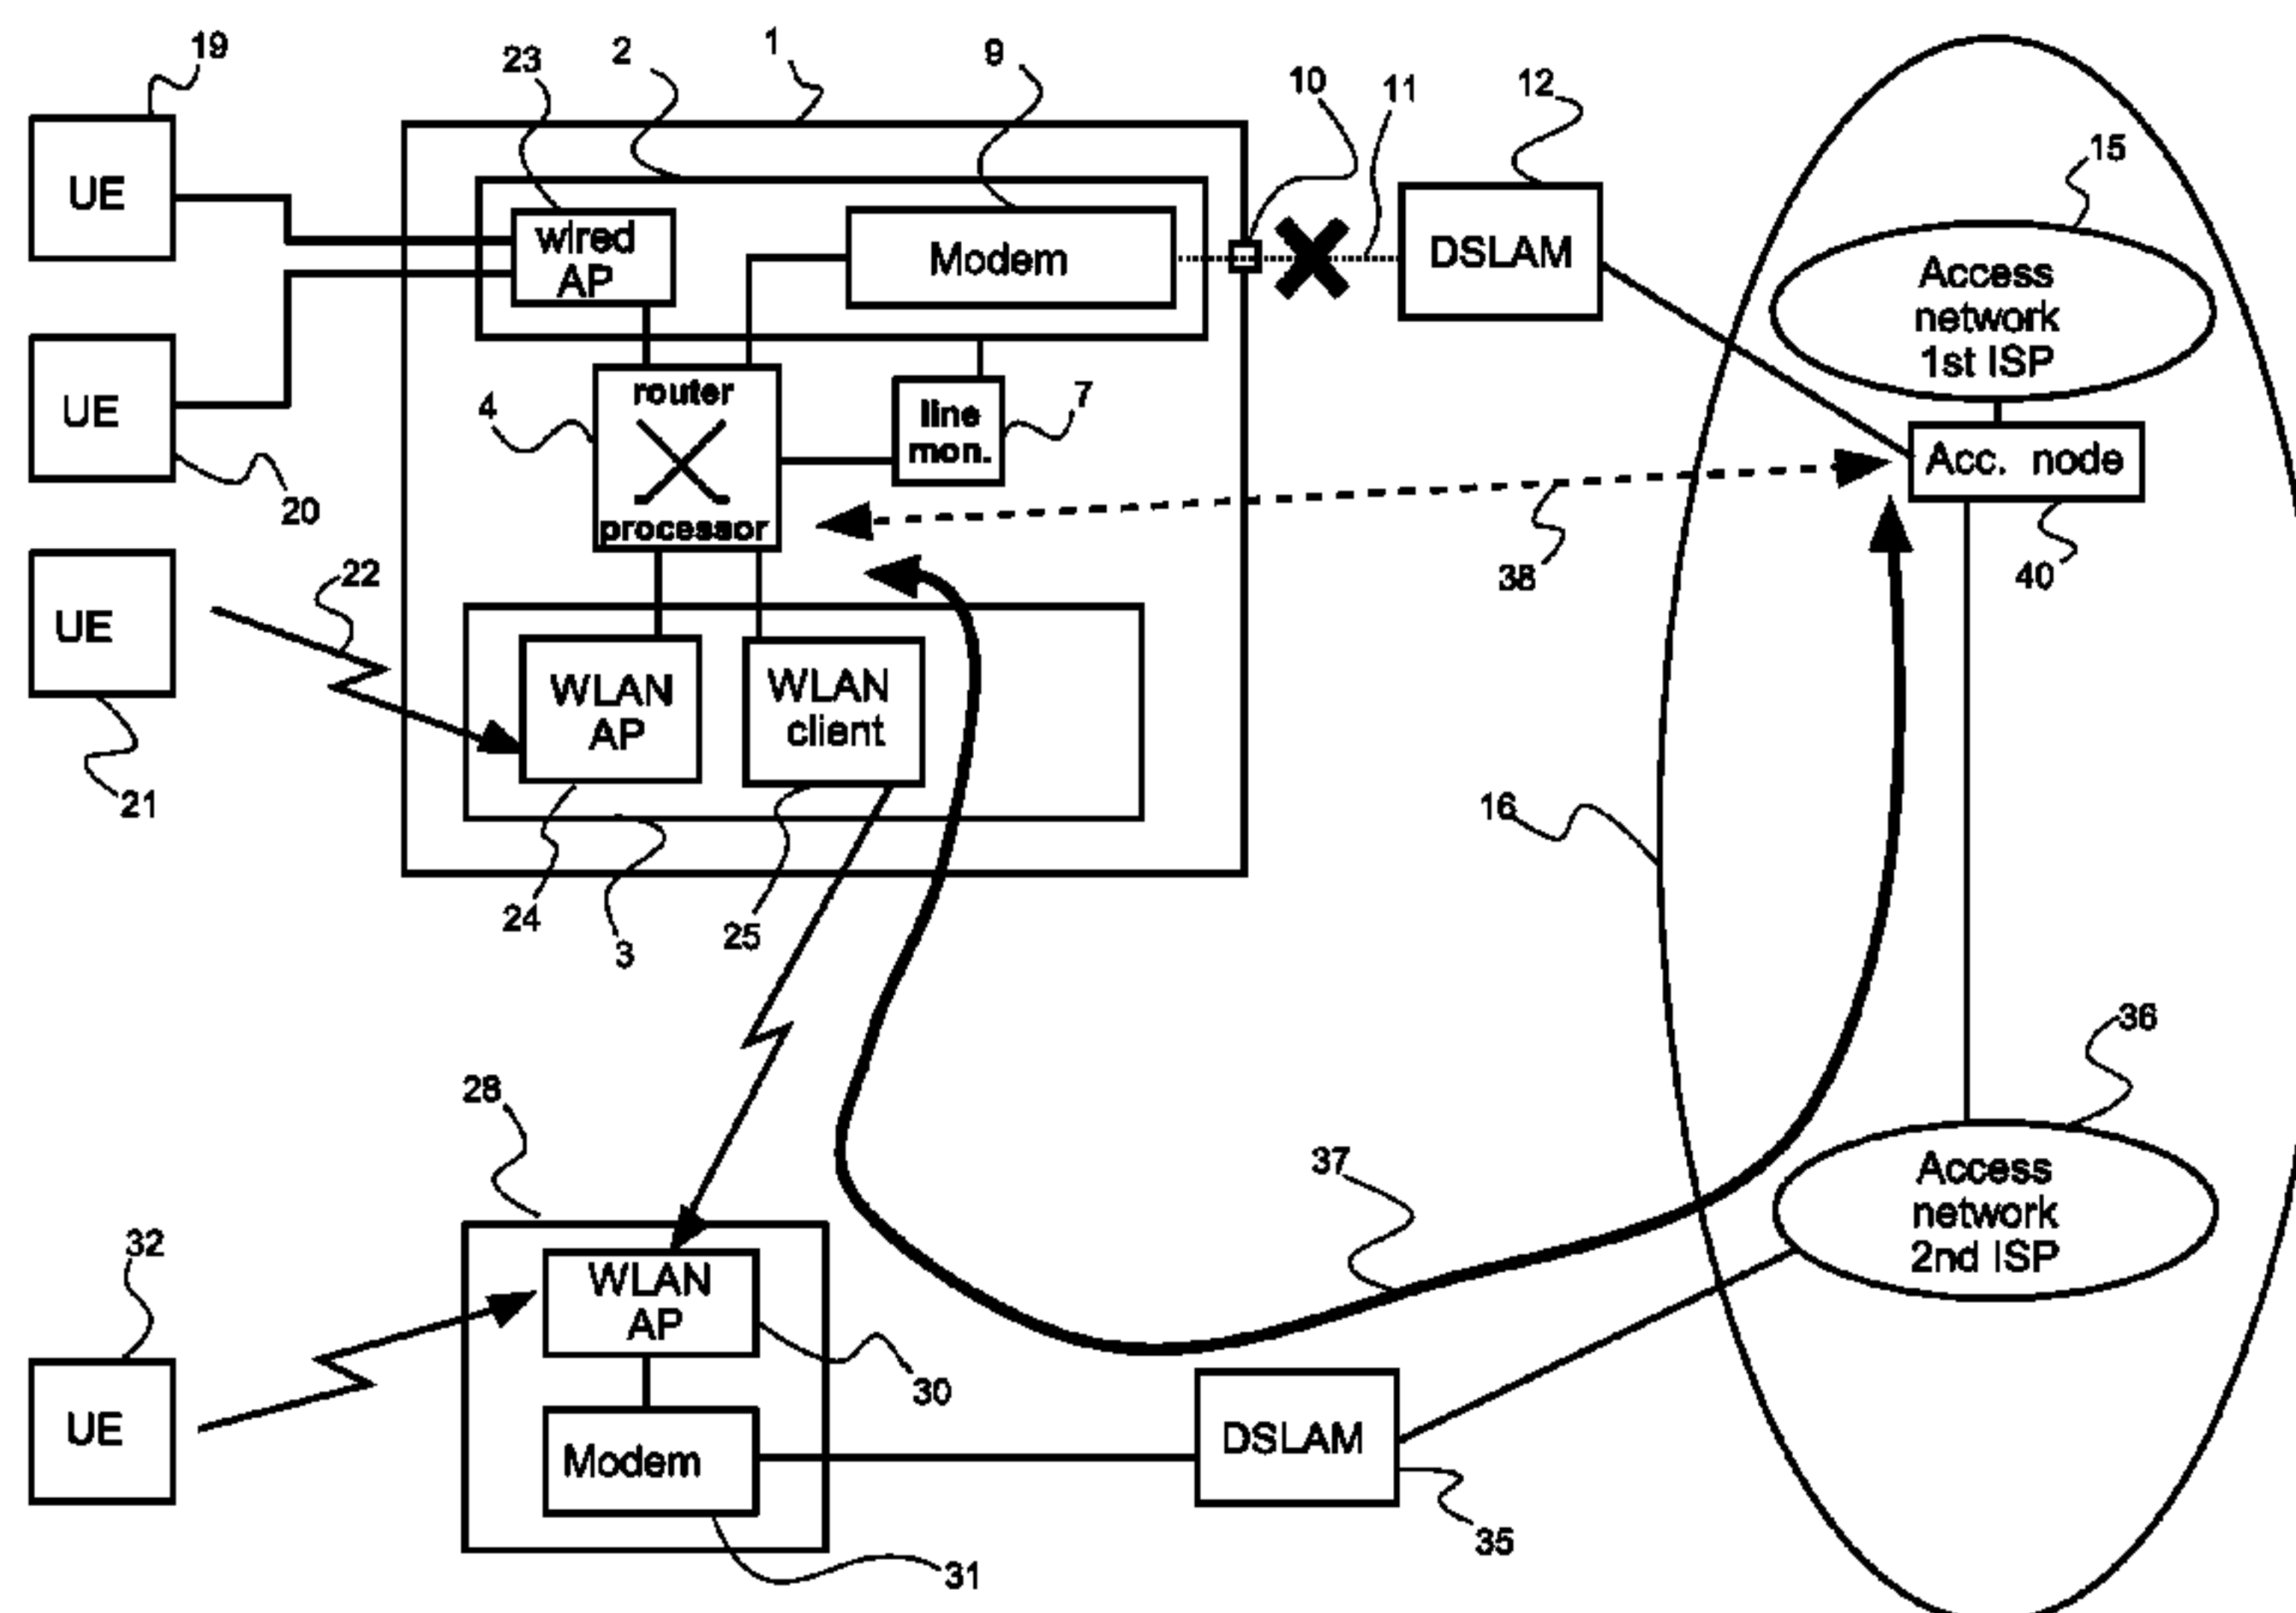 19
23
2
1
9
10
11
12
15
UE
wired
AP
Modem
DSLAM
Access
network
1st ISP
UE
20
4
router
processor
line
mon.
7
Acc. node
38
40
22
UE
21
WLAN
AP
WLAN
client
24
3
25
16
36
28
37
Access
network
2nd ISP
32
UE
WLAN
AP
30
Modem
31
DSLAM
35